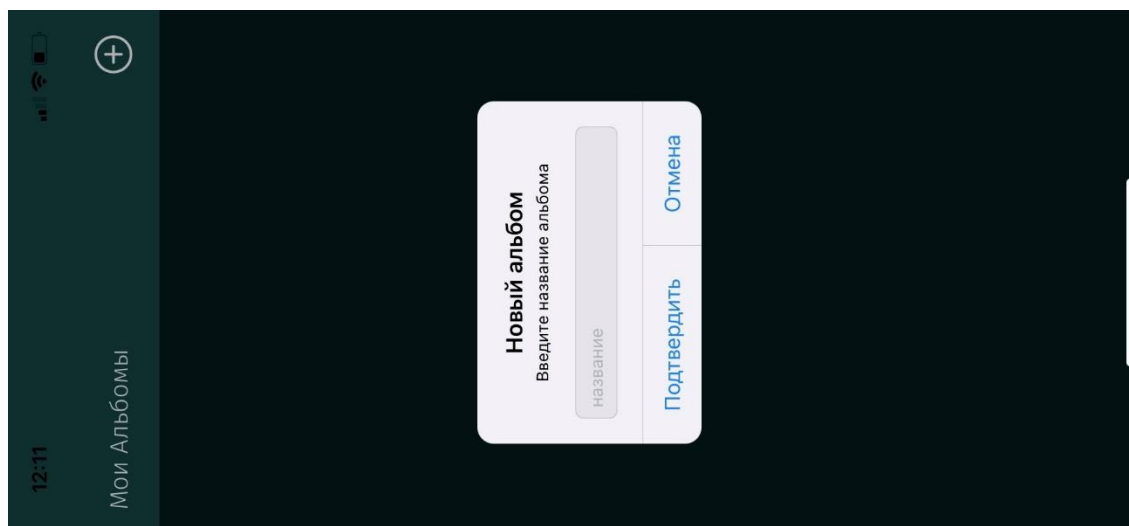 12:11
Мои Альбомы
Новый альбом
Введите название альбома
название
Подтвердить
Отмена